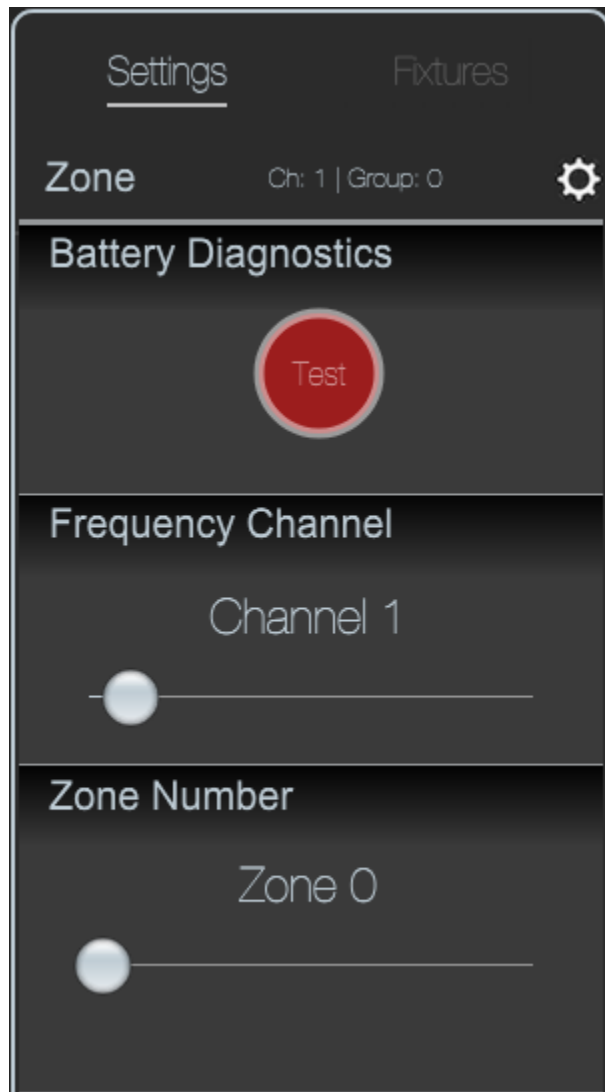 Settings Fixtures
Zone Ch: 1 | Group: 0
Battery Diagnostics
Test
Frequency Channel
Channel 1
Zone Number
Zone 0